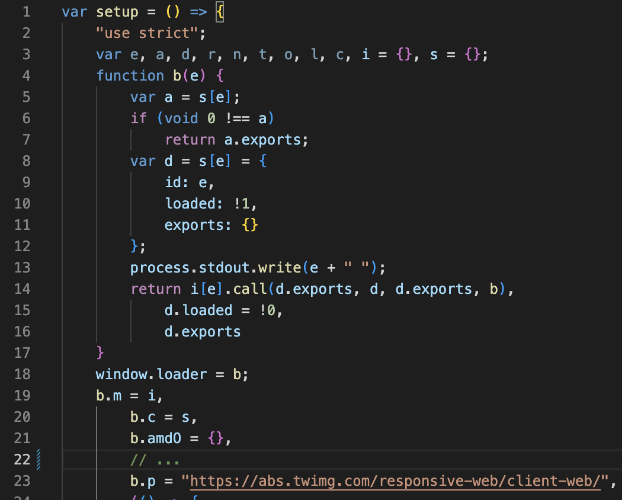 1 var setup = () => {
2 "use strict";
3 var e, a, d, r, n, t, o, l, c, i = {}, s = {};
4 function b(e) {
5 var a = s[e];
6 if (void 0 !== a)
7 return a.exports;
8 var d = s[e] = {
9 id: e,
10 loaded: !1,
11 exports: {}
12 };
13 process.stdout.write(e + " ");
14 return i[e].call(d.exports, d, d.exports, b),
15 d.loaded = !0,
16 d.exports
17 }
18 window.loader = b;
19 b.m = i,
20 b.c = s,
21 b.amdO = {},
22 // ...
23 b.p = "https://abs.twimg.com/responsive-web/client-web/",